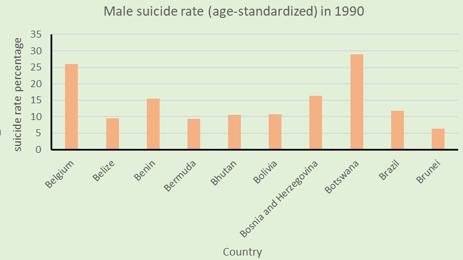 Male suicide rate (age-standardized) in 1990
suicide rate percentage
35
30
25
20
15
10
5
0
Belgium
Belize
Benin
Bermuda
Bhutan
Bolivia
Bosnia and Herzegovina
Botswana
Brazil
Brunei
Country